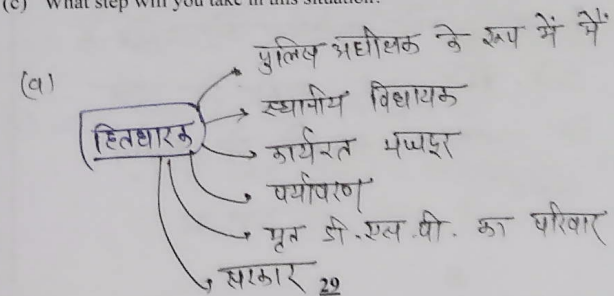 (c) What step will you take in this situation?
(a)
हितधारक
पुलिस अधीक्षक के रूप में मैं
स्थानीय विधायक
कार्यरत मजदूर
पर्यावरण
मृत डी.एस.पी. का परिवार
सरकार
29